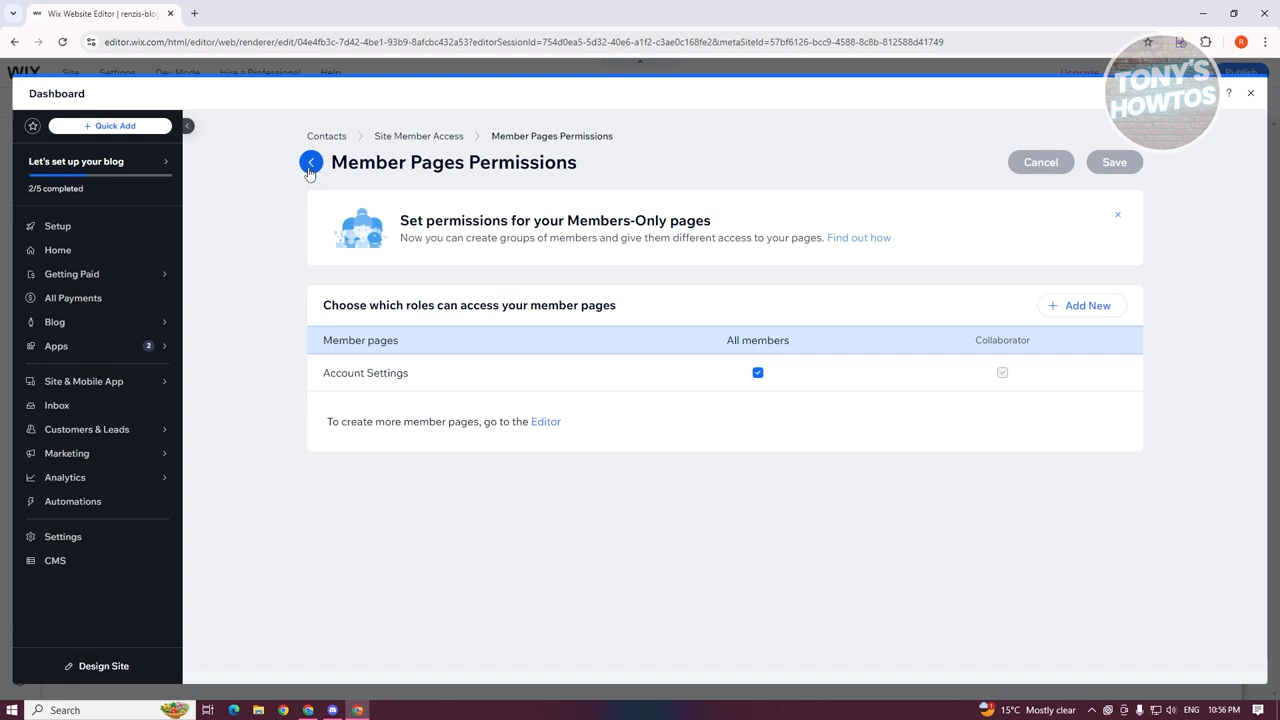 Wix Website Editor | renzis-blog
editor.wix.com/html/editor/web/renderer/edit/04e4fb3c-7d42-4be1-93b9-8afcbc432a53?editorSessionId=754d0ea5-5d32-40e6-a1f2-c3ae0c168fe2&metaSiteId=57bf6126-bcc9-4588-8c8b-812588d41749
R
WIX Site Settings Dev Mode Hire a Professional Help Upgrade
TONY'S
HOWTOS
Dashboard
?
+ Quick Add
Let's set up your blog
2/5 completed
Setup
Home
Getting Paid
All Payments
Blog
Apps 2
Site & Mobile App
Inbox
Customers & Leads
Marketing
Analytics
Automations
Settings
CMS
Design Site
Contacts > Site Member Access > Member Pages Permissions
Member Pages Permissions
Cancel
Save
Set permissions for your Members-Only pages
Now you can create groups of members and give them different access to your pages. Find out how
Choose which roles can access your member pages
+ Add New
Member pages All members Collaborator
Account Settings
To create more member pages, go to the Editor
Search
15°C Mostly clear
ENG 10:56 PM